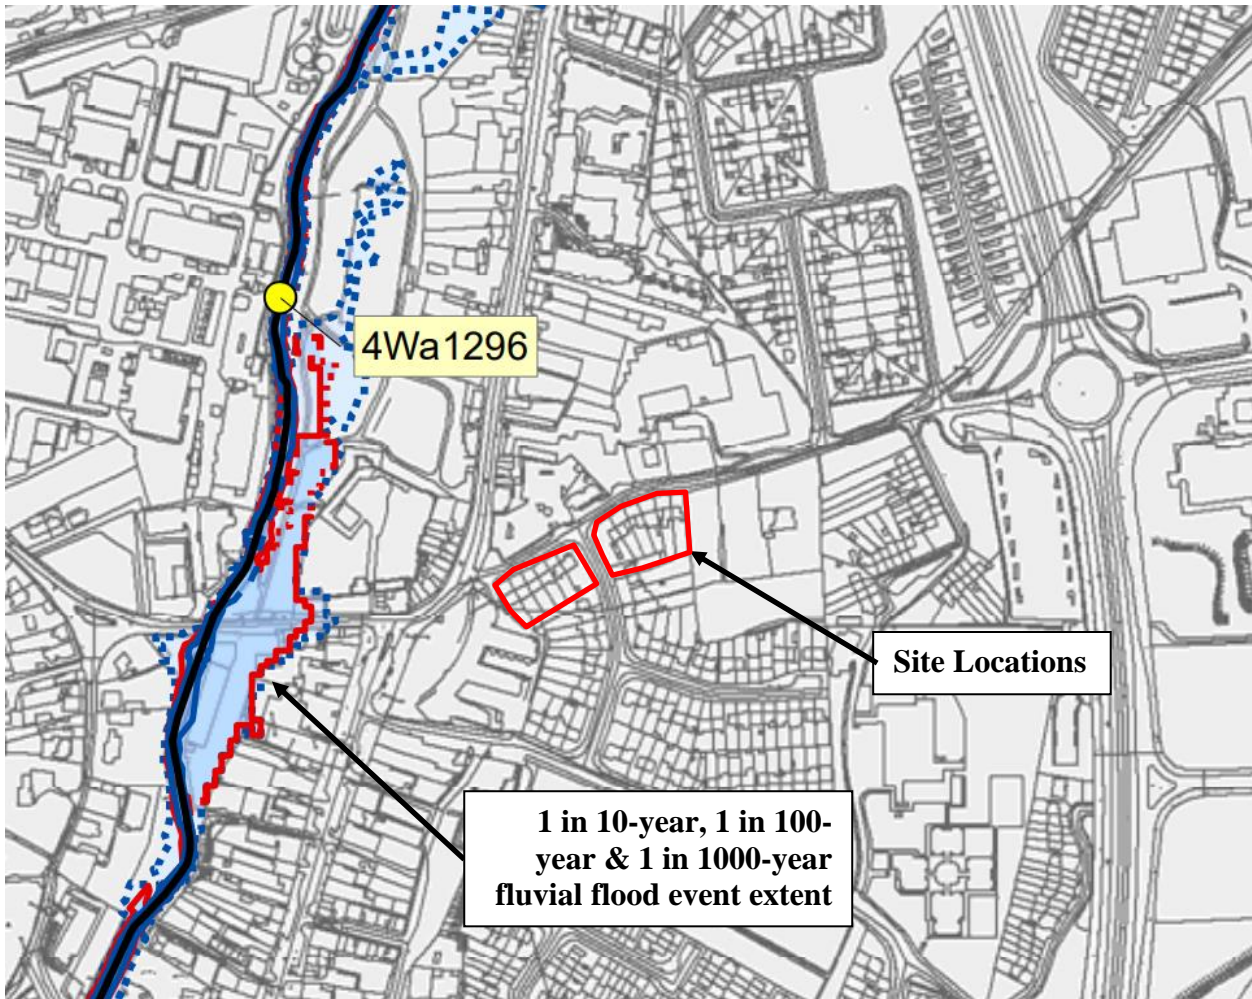 4Wa1296
Site Locations
1 in 10-year, 1 in 100-
year & 1 in 1000-year
fluvial flood event extent